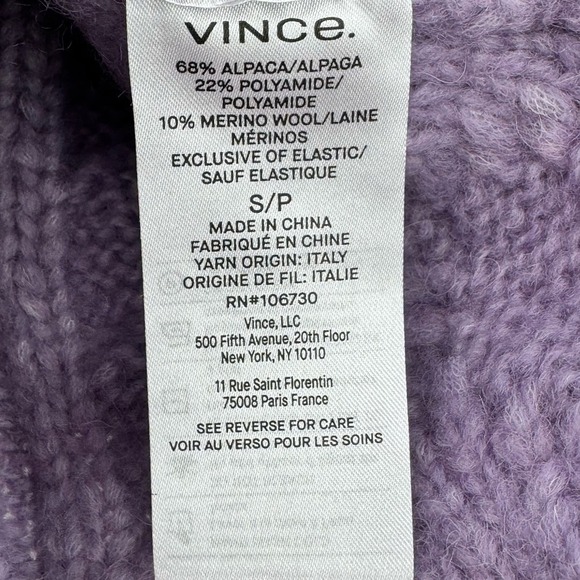 VINCE.
68% ALPACA/ALPAGA
22% POLYAMIDE/
POLYAMIDE
10% MERINO WOOL/LAINE
MÉRINOS
EXCLUSIVE OF ELASTIC/
SAUF ELASTIQUE
S/P
MADE IN CHINA
FABRIQUÉ EN CHINE
YARN ORIGIN: ITALY
ORIGINE DE FIL: ITALIE
RN#106730
Vince, LLC
500 Fifth Avenue, 20th Floor
New York, NY 10110
11 Rue Saint Florentin
75008 Paris France
SEE REVERSE FOR CARE
VOIR AU VERSO POUR LES SOINS